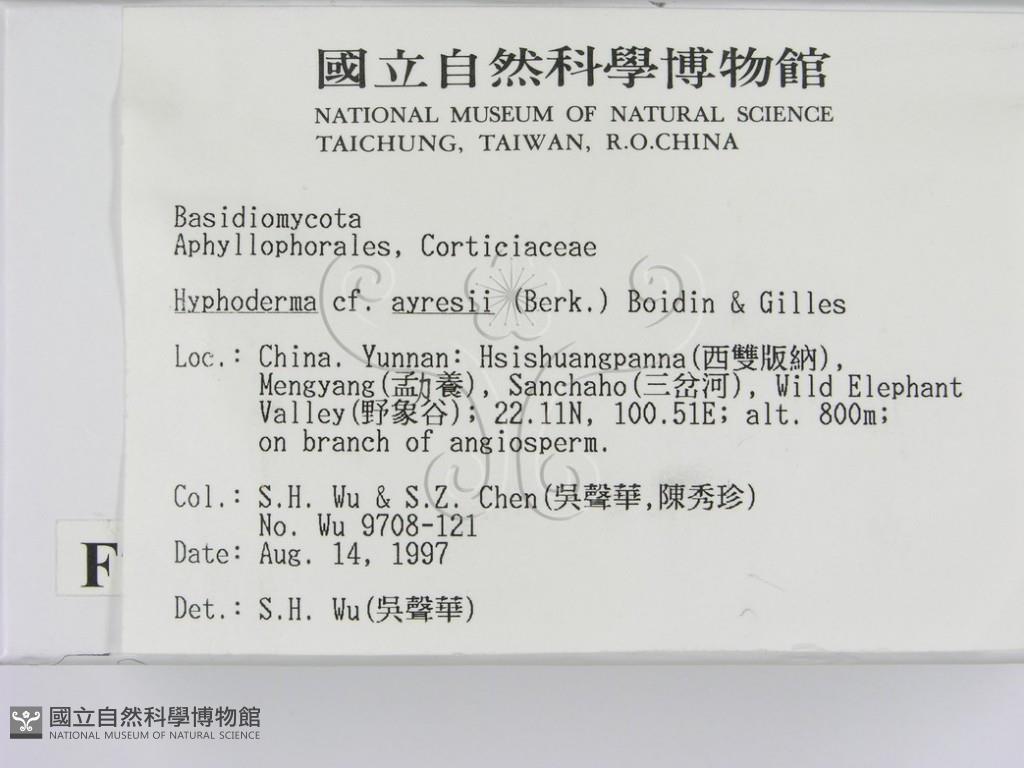 國立自然科學博物館
NATIONAL MUSEUM OF NATURAL SCIENCE
TAICHUNG, TAIWAN, R.O.CHINA
Basidiomycota
Aphyllophorales, Corticiaceae
Hyphoderma cf. ayresii (Berk.) Boidin & Gilles
Loc.: China. Yunnan: Hsishuangpanna(西雙版納),
Mengyang(勐養), Sanchaho(三岔河), Wild Elephant
Valley(野象谷); 22.11N, 100.51E; alt. 800m;
on branch of angiosperm.
Col.: S.H. Wu & S.Z. Chen(吳聲華,陳秀珍)
No. Wu 9708-121
F
Date: Aug. 14, 1997
Det.: S.H. Wu(吳聲華)
國立自然科學博物館
NATIONAL MUSEUM OF NATURAL SCIENCE